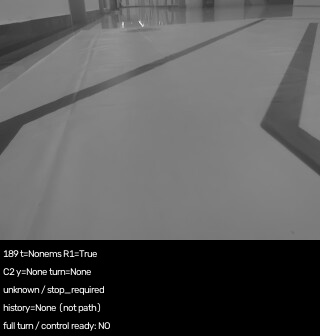 189 t=Nonems R1=True
C2 y=None turn=None
unknown / stop_required
history=None (not path)
full turn / control ready: NO